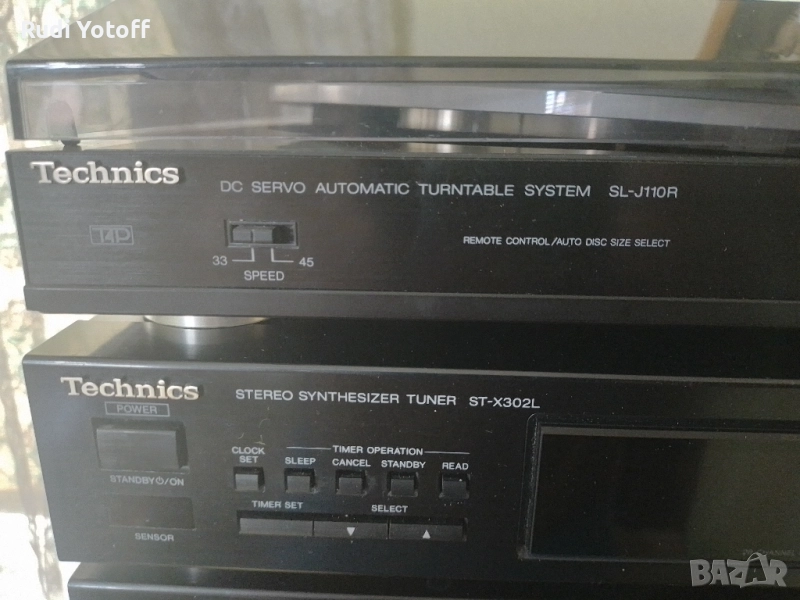 Rudi Yotoff
Technics
DC SERVO AUTOMATIC TURNTABLE SYSTEM SL-J110R
T4P
REMOTE CONTROL/AUTO DISC SIZE SELECT
33 45
SPEED
Technics
STEREO SYNTHESIZER TUNER ST-X302L
POWER
CLOCK SET
TIMER OPERATION
SLEEP CANCEL STANDBY READ
STANDBY⏻/ON
TIMER SET SELECT
▼ ▲
SENSOR
BAZAR